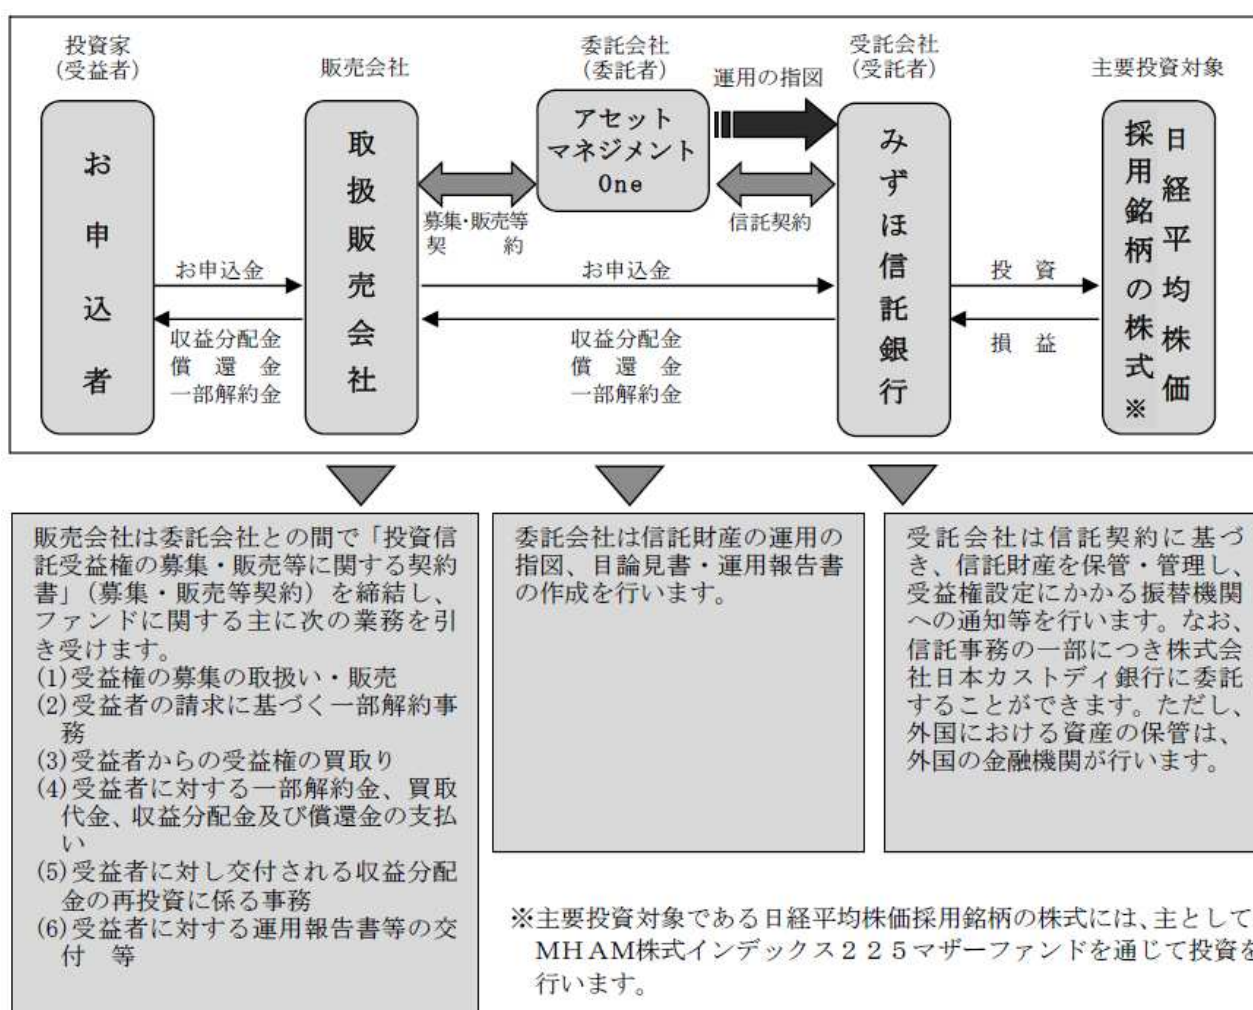 投資家
(受益者)
販売会社
委託会社
(委託者)
受託会社
(受託者)
主要投資対象
運用の指図
お申込者
取扱販売会社
アセット
マネジメント
One
みずほ信託銀行
日経平均株価
採用銘柄の株式※
募集・販売等
契　　約
信託契約
お申込金
収益分配金
償　還　金
一部解約金
お申込金
収益分配金
償　還　金
一部解約金
投　資
損　益
販売会社は委託会社との間で「投資信
託受益権の募集・販売等に関する契約
書」(募集・販売等契約)を締結し、
ファンドに関する主に次の業務を引
き受けます。
(1)受益権の募集の取扱い・販売
(2)受益者の請求に基づく一部解約事
務
(3)受益者からの受益権の買取り
(4)受益者に対する一部解約金、買取
代金、収益分配金及び償還金の支払
い
(5)受益者に対し交付される収益分配
金の再投資に係る事務
(6)受益者に対する運用報告書等の交
付　等
委託会社は信託財産の運用の
指図、目論見書・運用報告書
の作成を行います。
受託会社は信託契約に基づ
き、信託財産を保管・管理し、
受益権設定にかかる振替機関
への通知等を行います。なお、
信託事務の一部につき株式会
社日本カストディ銀行に委託
することができます。ただし、
外国における資産の保管は、
外国の金融機関が行います。
※主要投資対象である日経平均株価採用銘柄の株式には、主として
ＭＨＡＭ株式インデックス２２５マザーファンドを通じて投資を
行います。